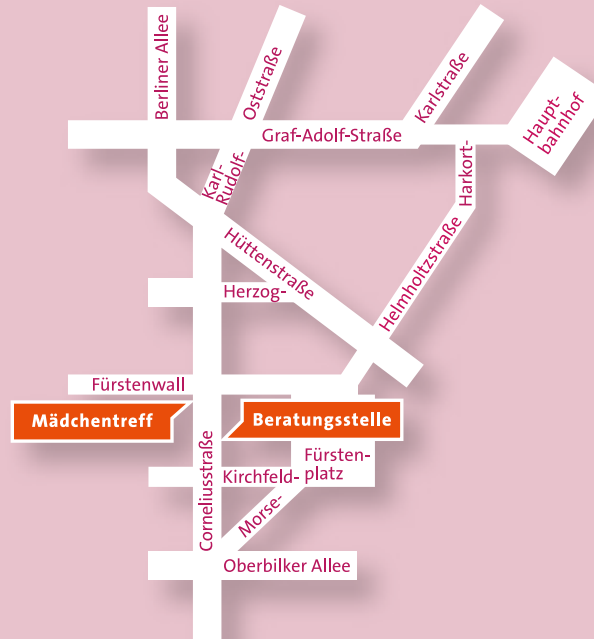 Berliner Allee
Oststraße
Karlstraße
Haupt-
bahnhof
Graf-Adolf-Straße
Karl-
Rudolf-
Harkort-
Hüttenstraße
Helmholtzstraße
Herzog-
Fürstenwall
Mädchentreff
Beratungsstelle
Corneliusstraße
Kirchfeld-
Fürsten-
platz
Morse-
Oberbilker Allee